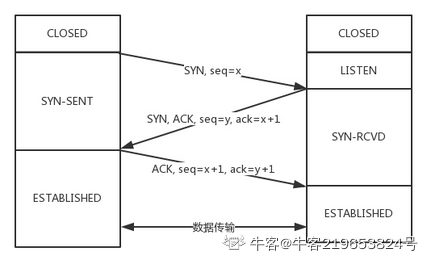 CLOSED
CLOSED
SYN, seq=x
LISTEN
SYN-SENT
SYN, ACK, seq=y, ack=x+1
SYN-RCVD
ACK, seq=x+1, ack=y+1
ESTABLISHED
ESTABLISHED
数据传输
牛客@牛客219653824号